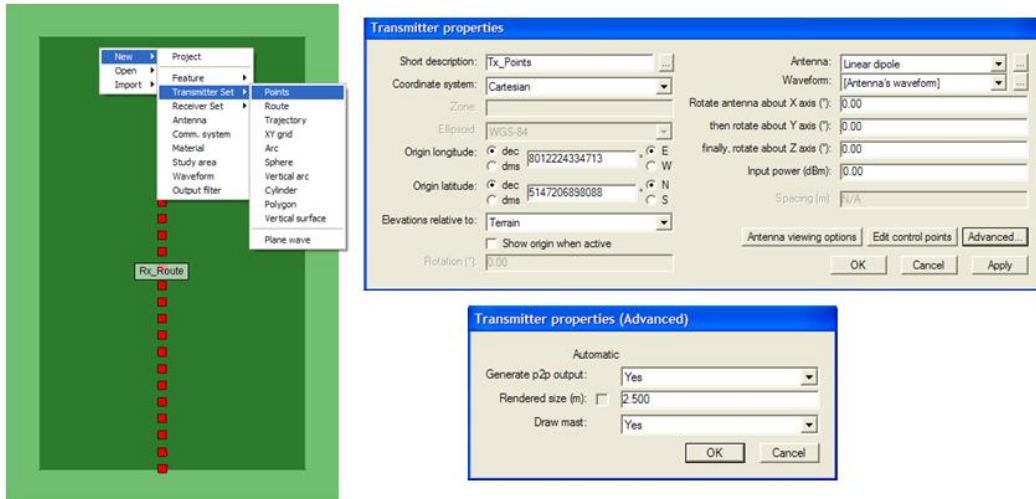 New
Open
Import
Project
Feature
Transmitter Set
Receiver Set
Antenna
Comm. system
Material
Study area
Waveform
Output filter
Points
Route
Trajectory
XY grid
Arc
Sphere
Vertical arc
Cylinder
Polygon
Vertical surface
Plane wave
Rx_Route
Transmitter properties
Short description: Tx_Points ...
Coordinate system: Cartesian
Zone:
Ellipsoid: WGS-84
Origin longitude: dec dms 8012224334713 ° E W
Origin latitude: dec dms 5147206898088 ° N S
Elevations relative to: Terrain
Show origin when active
Rotation (°): 0.00
Antenna: Linear dipole ...
Waveform: [Antenna's waveform] ...
Rotate antenna about X axis (°): 0.00
then rotate about Y axis (°): 0.00
finally, rotate about Z axis (°): 0.00
Input power (dBm): 0.00
Spacing (m): N/A
Antenna viewing options Edit control points Advanced...
OK Cancel Apply
Transmitter properties (Advanced)
Automatic
Generate p2p output: Yes
Rendered size (m): 2.500
Draw mast: Yes
OK Cancel